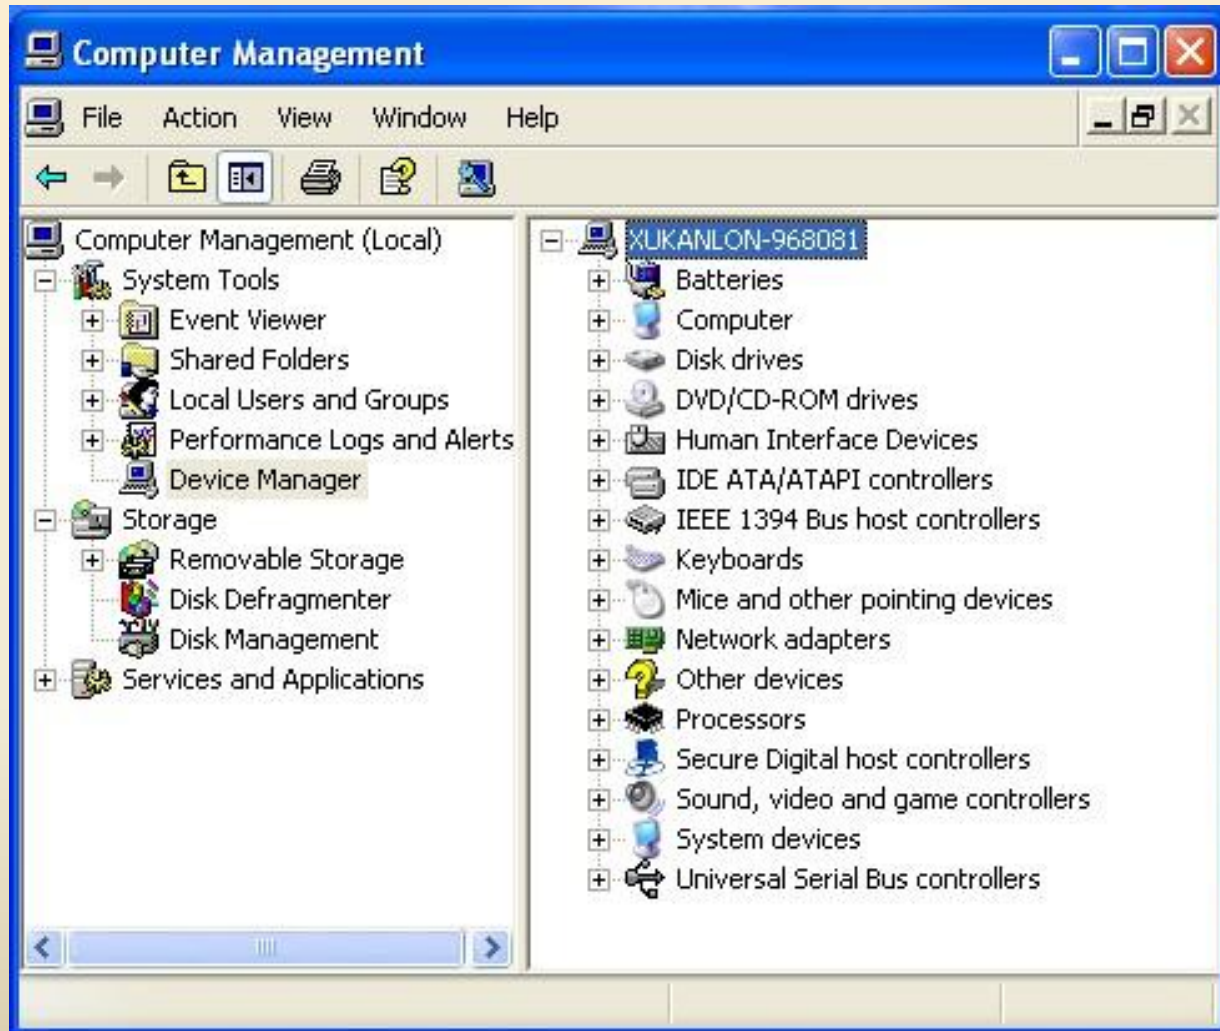 Computer Management
File Action View Window Help
Computer Management (Local)
System Tools
Event Viewer
Shared Folders
Local Users and Groups
Performance Logs and Alerts
Device Manager
Storage
Removable Storage
Disk Defragmenter
Disk Management
Services and Applications
XUKANLON-968081
Batteries
Computer
Disk drives
DVD/CD-ROM drives
Human Interface Devices
IDE ATA/ATAPI controllers
IEEE 1394 Bus host controllers
Keyboards
Mice and other pointing devices
Network adapters
Other devices
Processors
Secure Digital host controllers
Sound, video and game controllers
System devices
Universal Serial Bus controllers